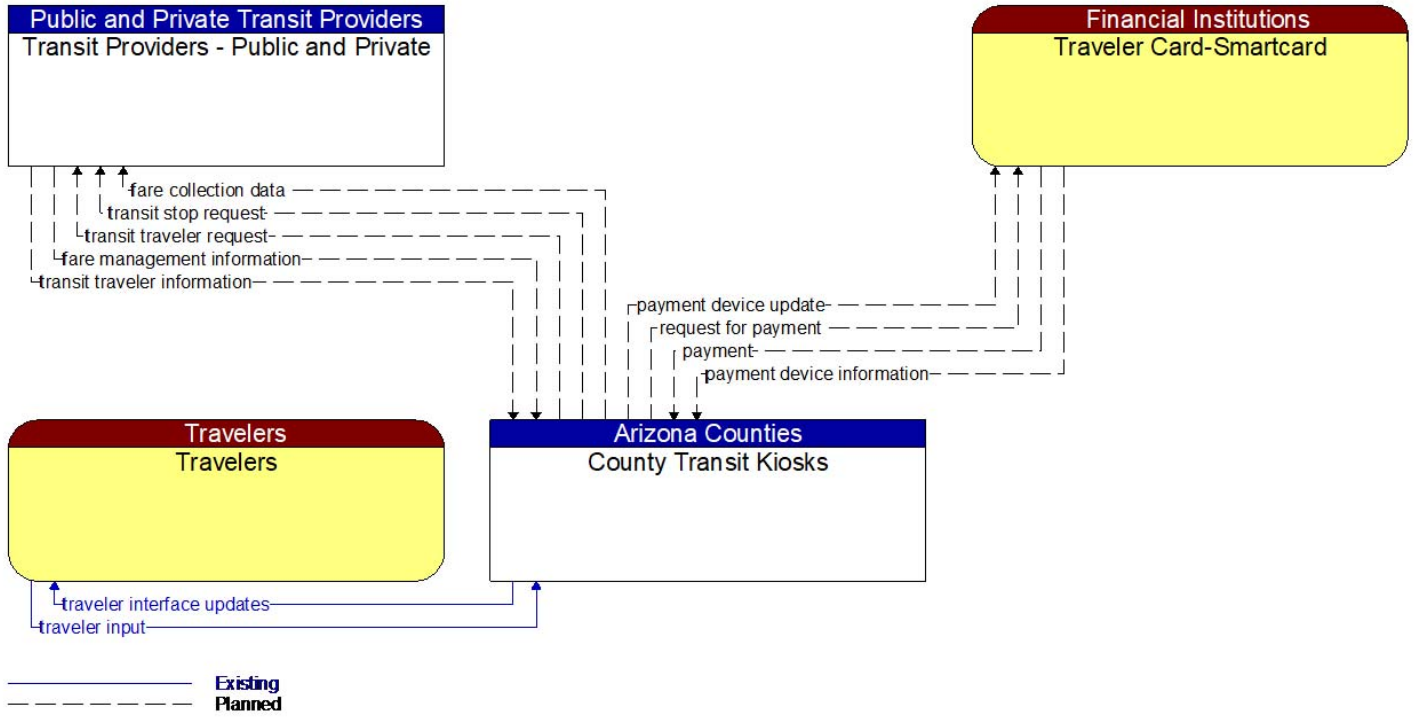 Public and Private Transit Providers
Transit Providers - Public and Private
Financial Institutions
Traveler Card-Smartcard
fare collection data
transit stop request
transit traveler request
fare management information
transit traveler information
payment device update
request for payment
payment
payment device information
Travelers
Travelers
Arizona Counties
County Transit Kiosks
traveler interface updates
traveler input
Existing
Planned